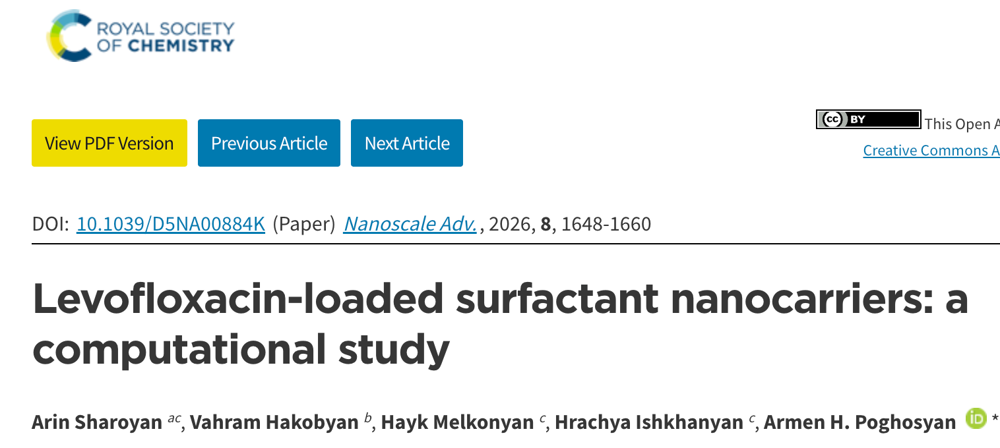 ROYAL SOCIETY
OF CHEMISTRY
cc BY This Open A
View PDF Version Previous Article Next Article
Creative Commons A
DOI: 10.1039/D5NA00884K (Paper) Nanoscale Adv., 2026, 8, 1648-1660
Levofloxacin-loaded surfactant nanocarriers: a
computational study
Arin Sharoyan ac, Vahram Hakobyan b, Hayk Melkonyan c, Hrachya Ishkhanyan c, Armen H. Poghosyan iD *